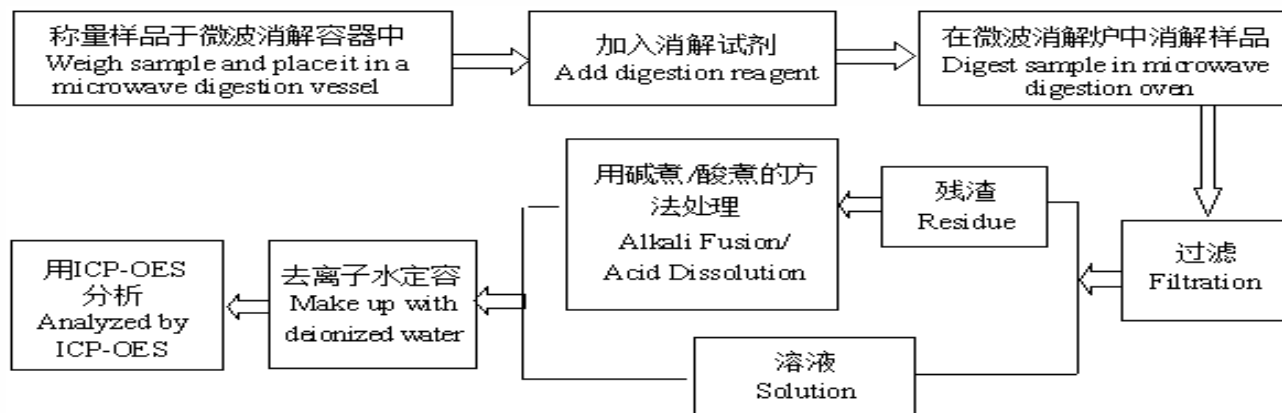 称量样品于微波消解容器中
Weigh sample and place it in a
microwave digestion vessel
加入消解试剂
Add digestion reagent
在微波消解炉中消解样品
Digest sample in microwave
digestion oven
过滤
Filtration
残渣
Residue
用碱煮/酸煮的方
法处理
Alkali Fusion/
Acid Dissolution
溶液
Solution
去离子水定容
Make up with
deionized water
用ICP-OES
分析
Analyzed by
ICP-OES